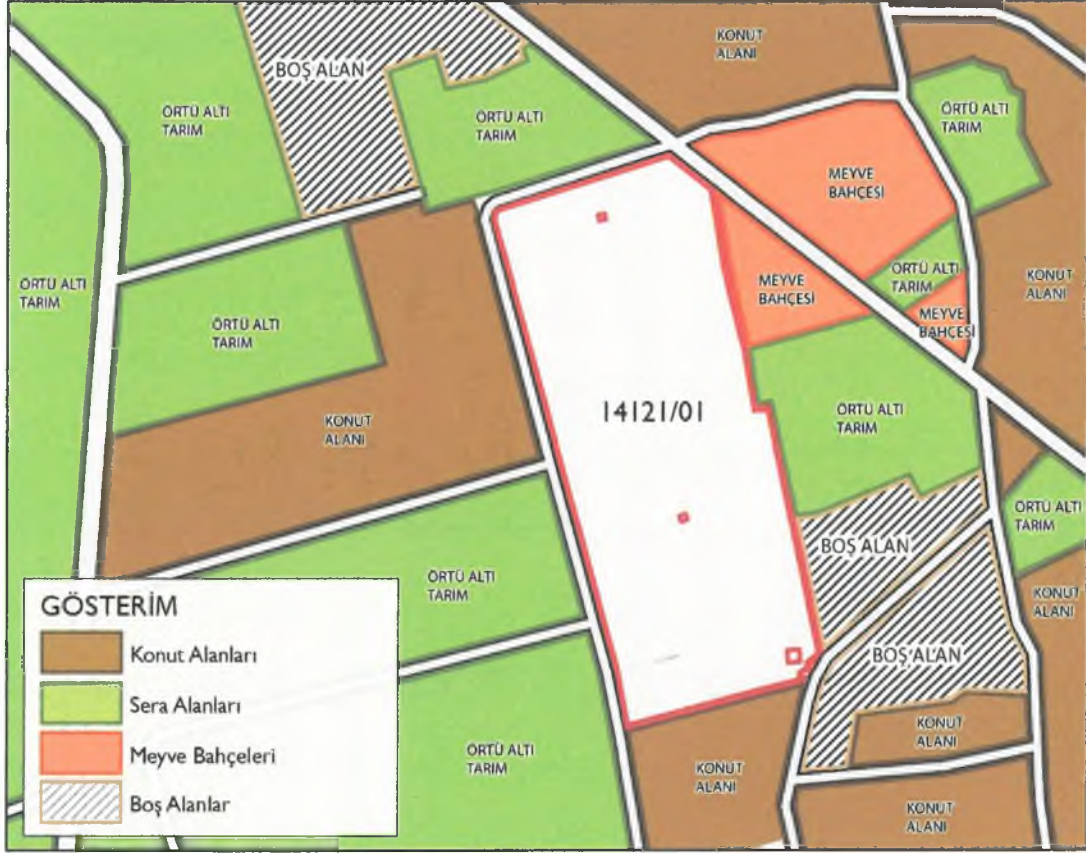 KONUT
ALANI
BOŞ ALAN
ÖRTÜ ALTI
TARIM
ÖRTÜ ALTI
TARIM
ÖRTÜ ALTI
TARIM
MEYVE
BAHÇESİ
ÖRTÜ ALTI
TARIM
ÖRTÜ ALTI
TARIM
MEYVE
BAHÇESİ
KONUT
ALANI
ÖRTÜ ALTI
TARIM
MEYVE
BAHÇESİ
ÖRTÜ ALTI
TARIM
14121/01
KONUT
ALANI
ÖRTÜ ALTI
TARIM
ÖRTÜ ALTI
TARIM
BOŞ ALAN
ÖRTÜ ALTI
TARIM
KONUT
ALANI
BOŞ ALAN
KONUT
ALANI
ÖRTÜ ALTI
TARIM
KONUT
ALANI
KONUT
ALANI
GÖSTERİM
Konut Alanları
Sera Alanları
Meyve Bahçeleri
Boş Alanlar